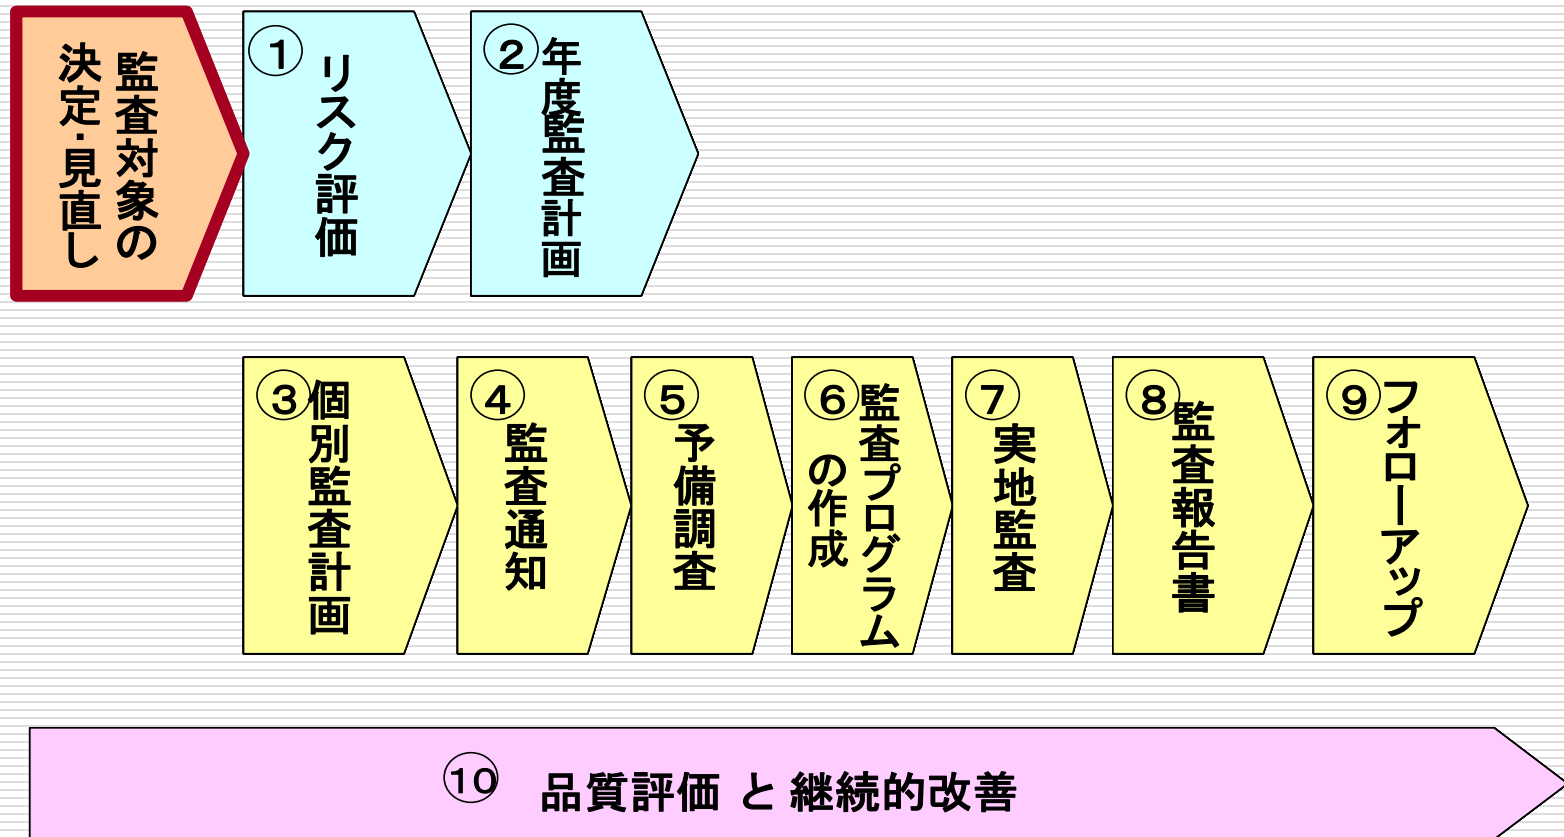 監査対象の
決定・見直し
①
リスク評価
②
年度監査計画
③
個別監査計画
④
監査通知
⑤
予備調査
⑥
監査プログラム
の作成
⑦
実地監査
⑧
監査報告書
⑨
フォローアップ
⑩ 品質評価 と 継続的改善